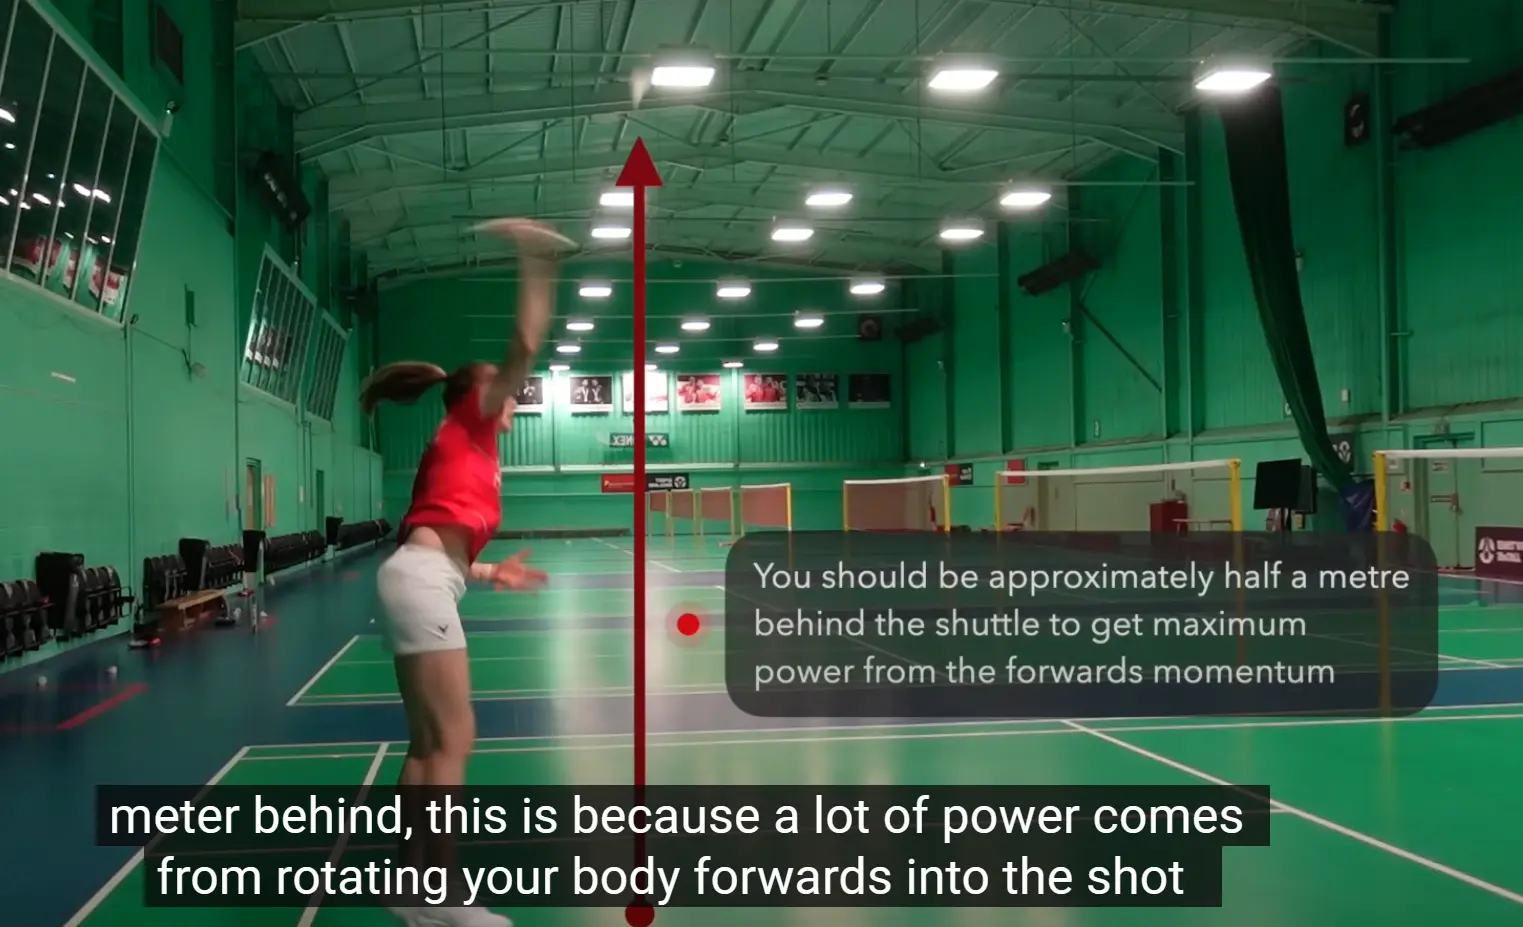 You should be approximately half a metre
behind the shuttle to get maximum
power from the forwards momentum
meter behind, this is because a lot of power comes
from rotating your body forwards into the shot